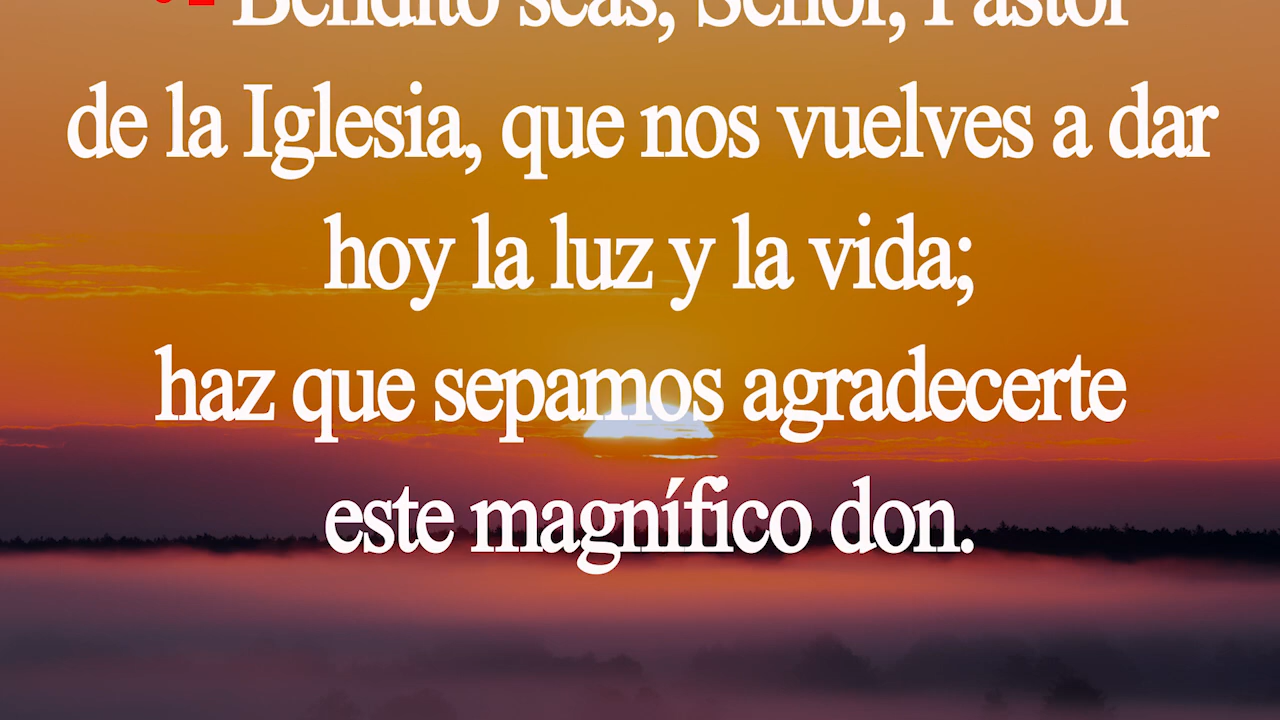 Bendito seas, Señor, Pastor
de la Iglesia, que nos vuelves a dar
hoy la luz y la vida;
haz que sepamos agradecerte
este magnífico don.